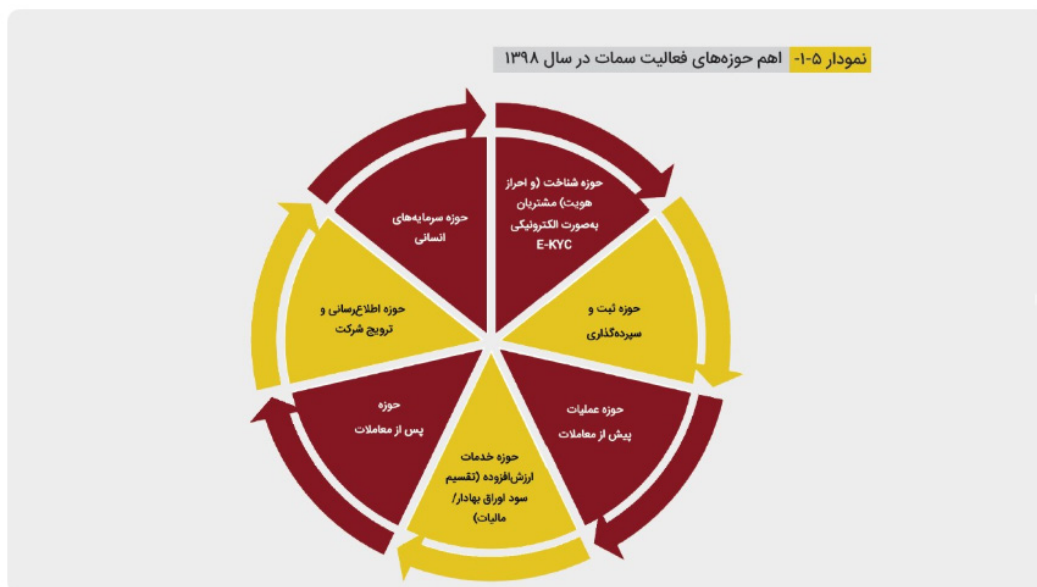 نمودار ۵-۱- اهم حوزه‌های فعالیت سمات در سال ۱۳۹۸
حوزه شناخت (و احراز
هویت) مشتریان
به‌صورت الکترونیکی
E-KYC
حوزه ثبت و
سپرده‌گذاری
حوزه عملیات
پیش از معاملات
حوزه خدمات
ارزش‌افزوده (تقسیم
سود اوراق بهادار/
مالیات)
حوزه
پس از معاملات
حوزه اطلاع‌رسانی و
ترویج شرکت
حوزه سرمایه‌های
انسانی